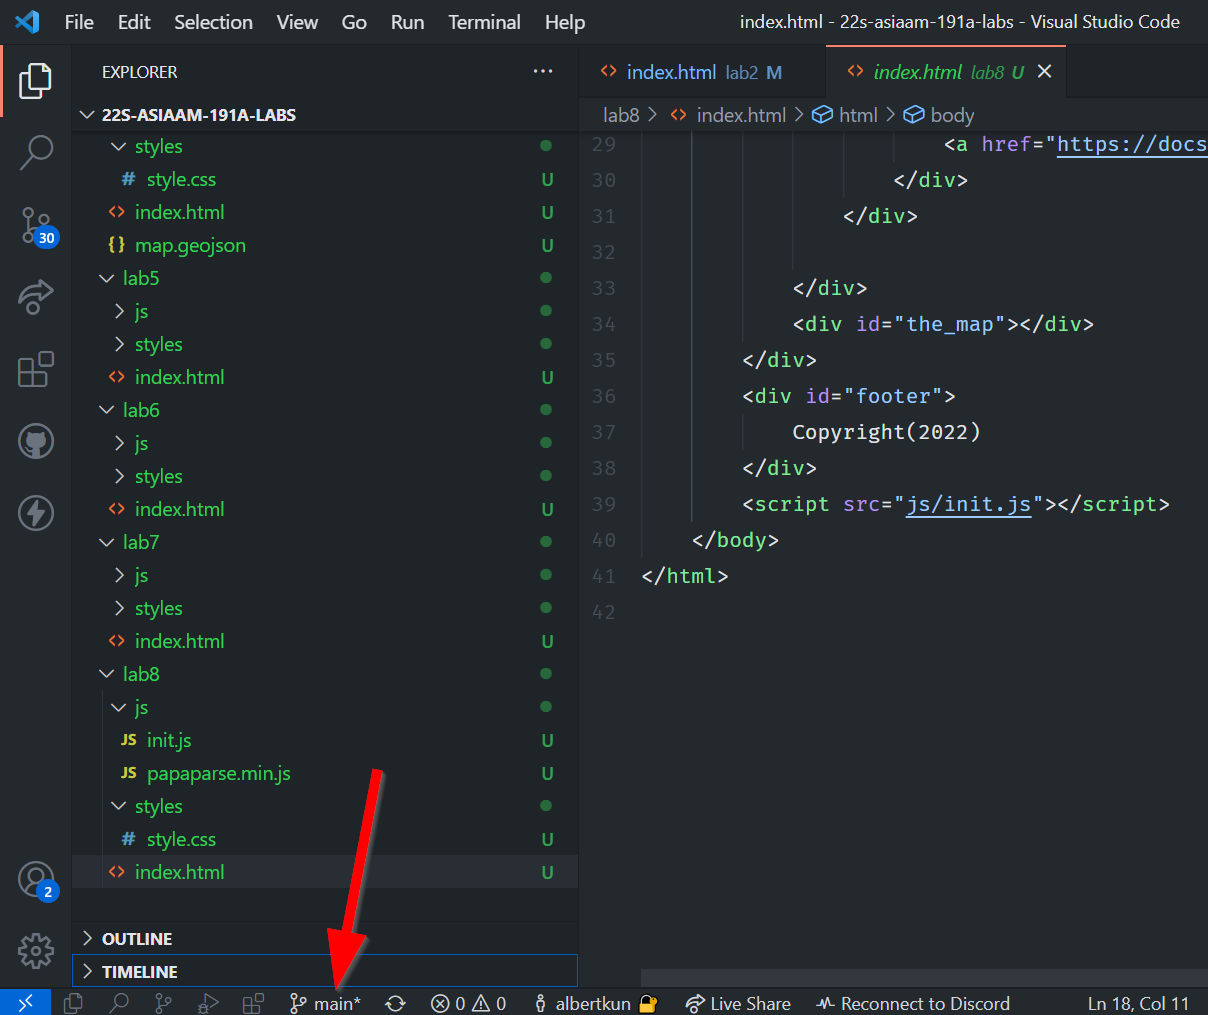 File Edit Selection View Go Run Terminal Help index.html - 22s-asiaam-191a-labs - Visual Studio Code
EXPLORER ...
22S-ASIAAM-191A-LABS
styles
# style.css U
<> index.html U
{} map.geojson U
lab5
js
styles
<> index.html U
lab6
js
styles
<> index.html U
lab7
js
styles
<> index.html U
lab8
js
JS init.js U
JS papaparse.min.js U
styles
# style.css U
<> index.html U
OUTLINE
TIMELINE
30
2
<> index.html lab2 M <> index.html lab8 U
lab8 > <> index.html > html > body
29 <a href="https://docs
30 </div>
31 </div>
32
33 </div>
34 <div id="the_map"></div>
35 </div>
36 <div id="footer">
37 Copyright(2022)
38 </div>
39 <script src="js/init.js"></script>
40 </body>
41 </html>
42
main* 0 0 albertkun Live Share Reconnect to Discord Ln 18, Col 11